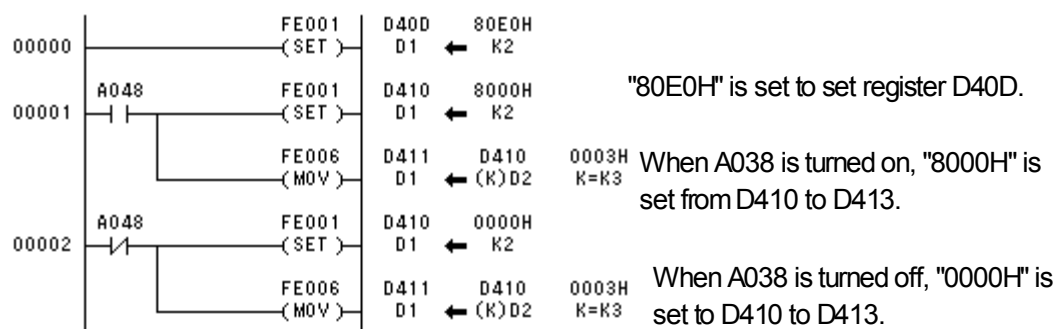 FE001 D40D 80E0H
00000 (SET) D1 ← K2
"80E0H" is set to set register D40D.
A048 FE001 D410 8000H
00001 (SET) D1 ← K2
FE006 D411 D410 0003H
(MOV) D1 ← (K)D2 K=K3
When A038 is turned on, "8000H" is
set from D410 to D413.
A048 FE001 D410 0000H
00002 (SET) D1 ← K2
FE006 D411 D410 0003H
(MOV) D1 ← (K)D2 K=K3
When A038 is turned off, "0000H" is
set to D410 to D413.